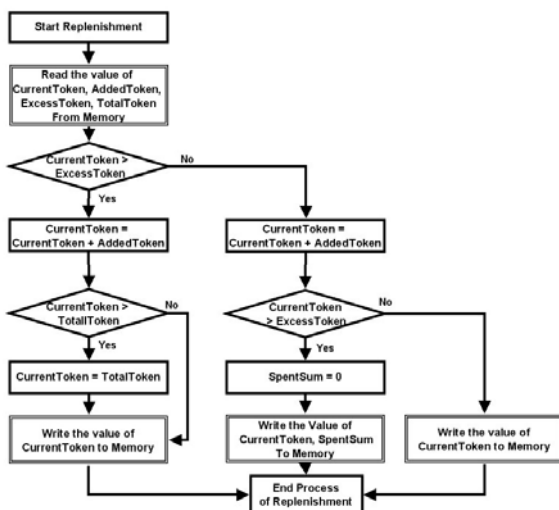 Start Replenishment
Read the value of
CurrentToken, AddedToken,
ExcessToken, TotalToken
From Memory
CurrentToken >
ExcessToken
No
Yes
CurrentToken =
CurrentToken + AddedToken
CurrentToken =
CurrentToken + AddedToken
CurrentToken >
TotallToken
No
Yes
CurrentToken
> ExcessToken
No
Yes
CurrentToken = TotalToken
SpentSum = 0
Write the value of
CurrentToken to Memory
Write the Value of
CurrentToken, SpentSum
To Memory
Write the value of
CurrentToken to Memory
End Process
of Replenishment